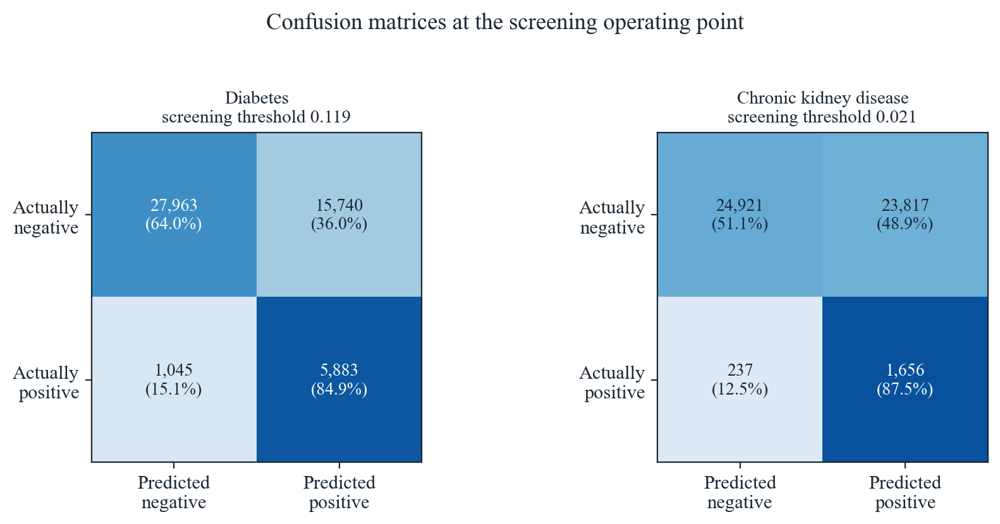 Confusion matrices at the screening operating point
Diabetes
screening threshold 0.119
Actually
negative
27,963
(64.0%)
15,740
(36.0%)
Actually
positive
1,045
(15.1%)
5,883
(84.9%)
Predicted
negative
Predicted
positive
Chronic kidney disease
screening threshold 0.021
Actually
negative
24,921
(51.1%)
23,817
(48.9%)
Actually
positive
237
(12.5%)
1,656
(87.5%)
Predicted
negative
Predicted
positive